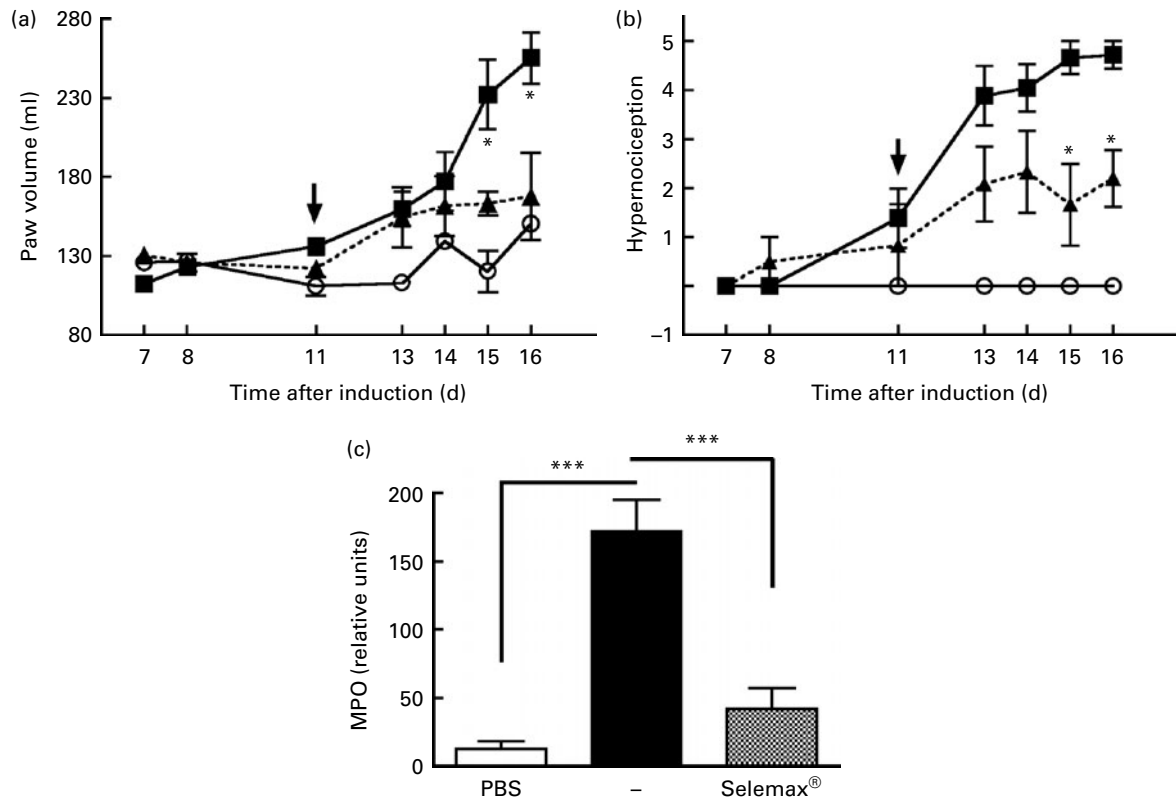 (a)
280
230
180
130
80
Paw volume (ml)
*
*
7 8 11 13 14 15 16
Time after induction (d)
(b)
5
4
3
2
1
–1
Hypernociception
*
*
7 8 11 13 14 15 16
Time after induction (d)
(c)
***
***
200
150
100
50
0
MPO (relative units)
PBS – Selemax®